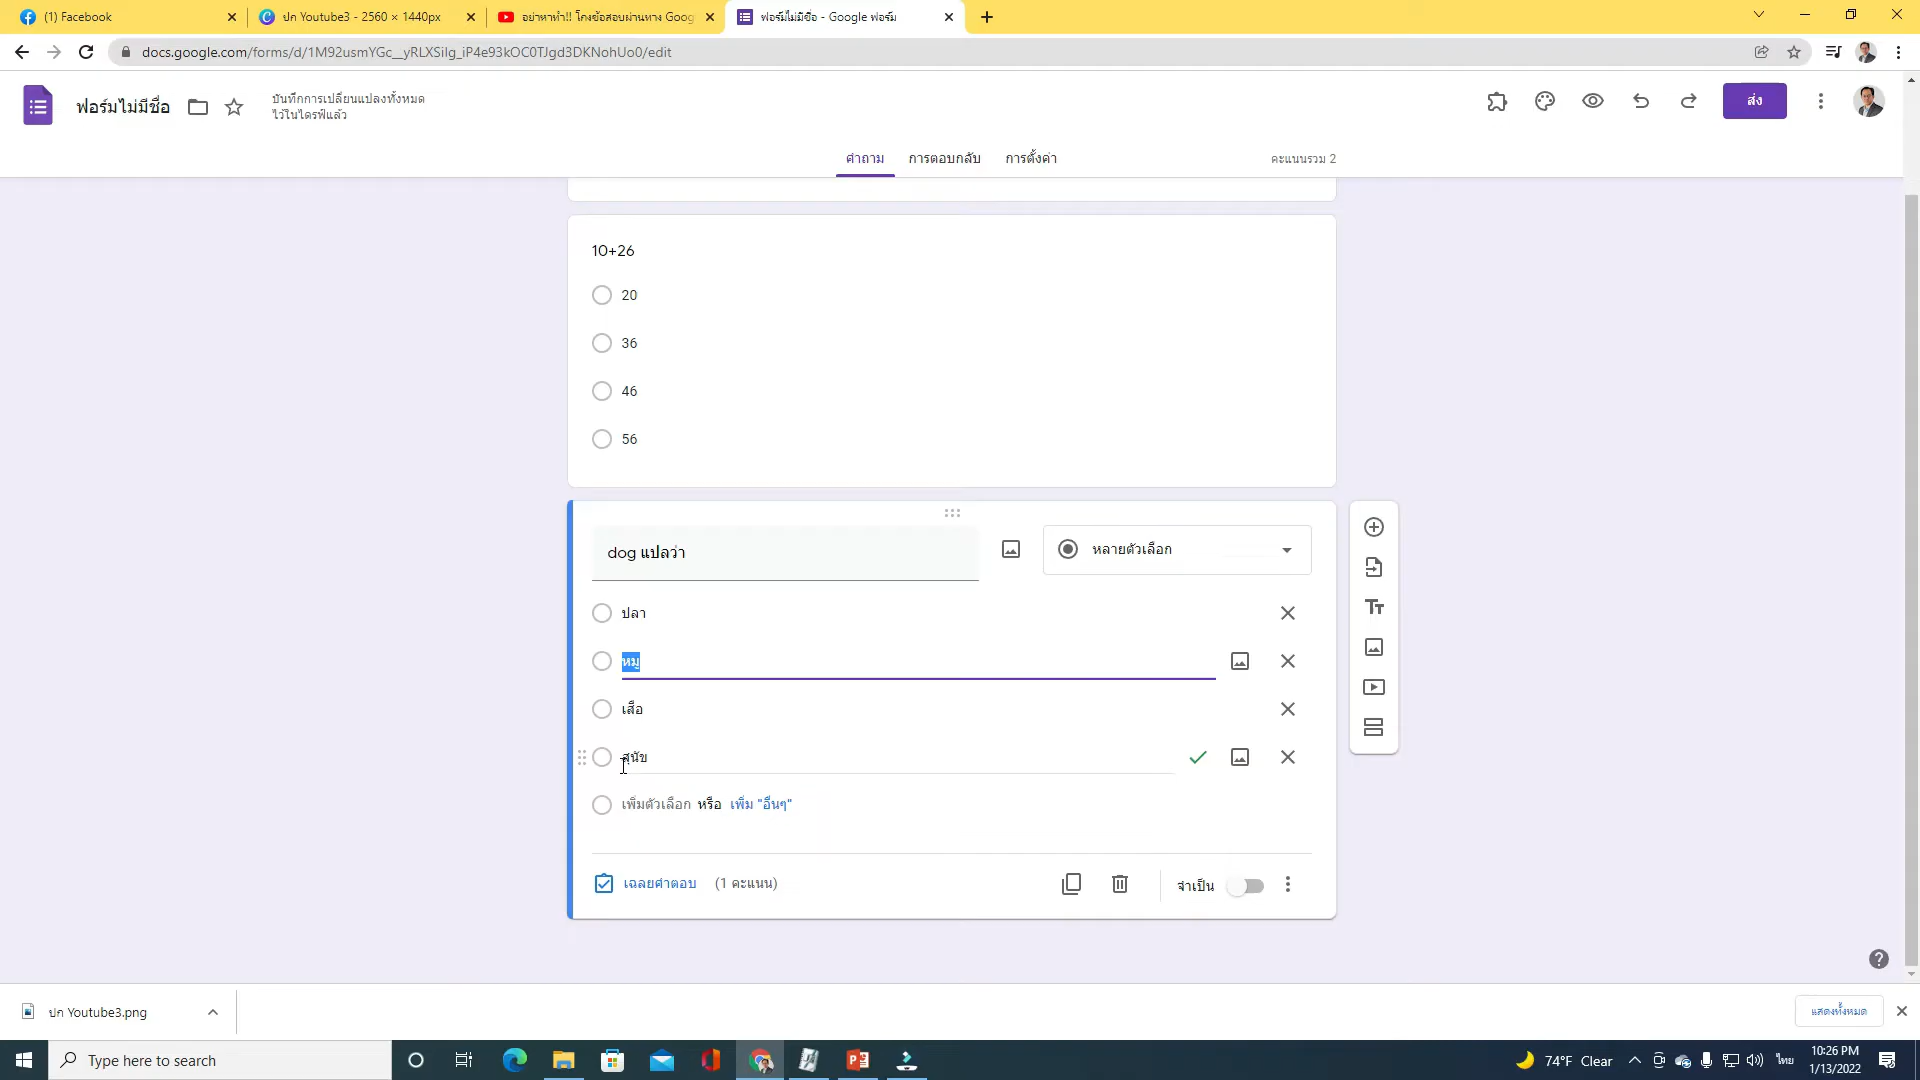 (1) Facebook
ปก Youtube3 - 2560 × 1440px
อย่าหาทำ!! โกงข้อสอบผ่านทาง Goog
ฟอร์มไม่มีชื่อ - Google ฟอร์ม
docs.google.com/forms/d/1M92usmYGc__yRLXSiIg_iP4e93kOC0TJgd3DKNohUo0/edit
ฟอร์มไม่มีชื่อ
บันทึกการเปลี่ยนแปลงทั้งหมด
ไว้ในไดรฟ์แล้ว
ส่ง
คำถาม
การตอบกลับ
การตั้งค่า
คะแนนรวม 2
10+26
20
36
46
56
dog แปลว่า
หลายตัวเลือก
ปลา
หมู
เสือ
สุนัข
เพิ่มตัวเลือก หรือ เพิ่ม "อื่นๆ"
เฉลยคำตอบ (1 คะแนน)
จำเป็น
ปก Youtube3.png
แสดงทั้งหมด
Type here to search
74°F Clear
ไทย
10:26 PM
1/13/2022